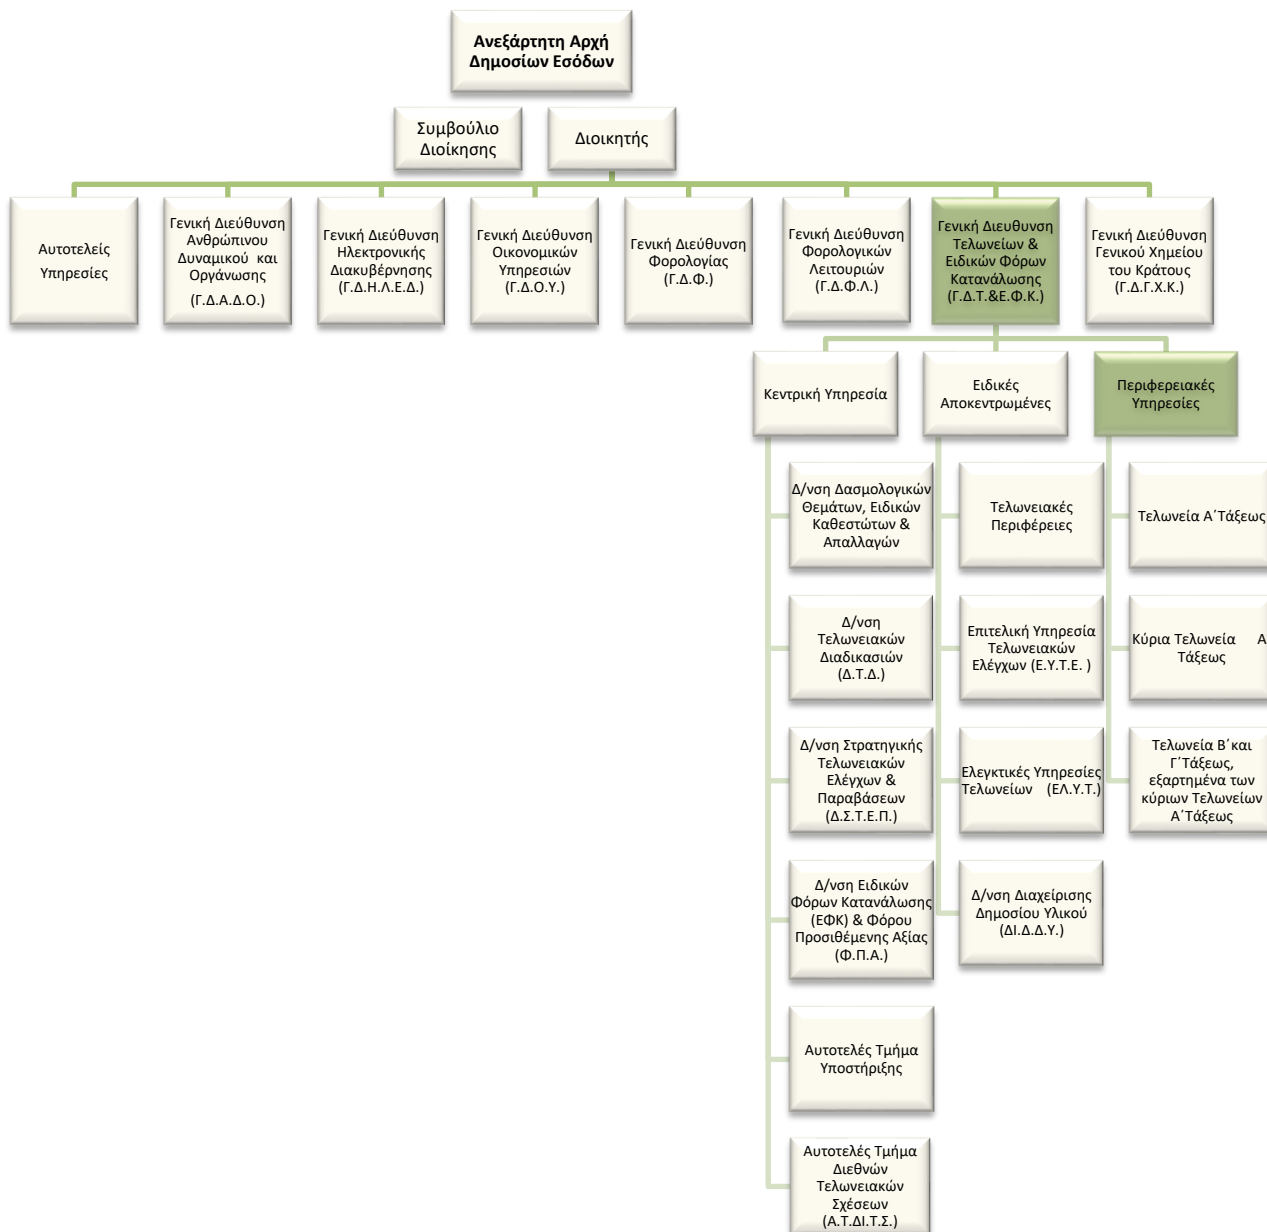 Ανεξάρτητη Αρχή
Δημοσίων Εσόδων
Συμβούλιο
Διοίκησης
Διοικητής
Αυτοτελείς
Υπηρεσίες
Γενική Διεύθυνση
Ανθρώπινου
Δυναμικού και
Οργάνωσης
(Γ.Δ.Α.Δ.Ο.)
Γενική Διεύθυνση
Ηλεκτρονικής
Διακυβέρνησης
(Γ.Δ.Η.Λ.Ε.Δ.)
Γενική Διεύθυνση
Οικονομικών
Υπηρεσιών
(Γ.Δ.Ο.Υ.)
Γενική Διεύθυνση
Φορολογίας
(Γ.Δ.Φ.)
Γενική Διεύθυνση
Φορολογικών
Λειτουριών
(Γ.Δ.Φ.Λ.)
Γενική Διευθυνση
Τελωνείων &
Ειδικών Φόρων
Κατανάλωσης
(Γ.Δ.Τ.&Ε.Φ.Κ.)
Γενική Διεύθυνση
Γενικού Χημείου
του Κράτους
(Γ.Δ.Γ.Χ.Κ.)
Κεντρική Υπηρεσία
Ειδικές
Αποκεντρωμένες
Περιφερειακές
Υπηρεσίες
Δ/νση Δασμολογικών
Θεμάτων, Ειδικών
Καθεστώτων &
Απαλλαγών
Τελωνειακές
Περιφέρειες
Τελωνεία Α΄Τάξεως
Δ/νση
Τελωνειακών
Διαδικασιών
(Δ.Τ.Δ.)
Επιτελική Υπηρεσία
Τελωνειακών
Ελέγχων (Ε.Υ.Τ.Ε. )
Κύρια Τελωνεία Α
Τάξεως
Δ/νση Στρατηγικής
Τελωνειακών
Ελέγχων &
Παραβάσεων
(Δ.Σ.Τ.Ε.Π.)
Ελεγκτικές Υπηρεσίες
Τελωνείων (ΕΛ.Υ.Τ.)
Τελωνεία Β΄και
Γ΄Τάξεως,
εξαρτημένα των
κύριων Τελωνείων
Α΄Τάξεως
Δ/νση Ειδικών
Φόρων Κατανάλωσης
(ΕΦΚ) & Φόρου
Προσιθέμενης Αξίας
(Φ.Π.Α.)
Δ/νση Διαχείρισης
Δημοσίου Υλικού
(ΔΙ.Δ.Δ.Υ.)
Αυτοτελές Τμήμα
Υποστήριξης
Αυτοτελές Τμήμα
Διεθνών
Τελωνειακών
Σχέσεων
(Α.Τ.ΔΙ.Τ.Σ.)